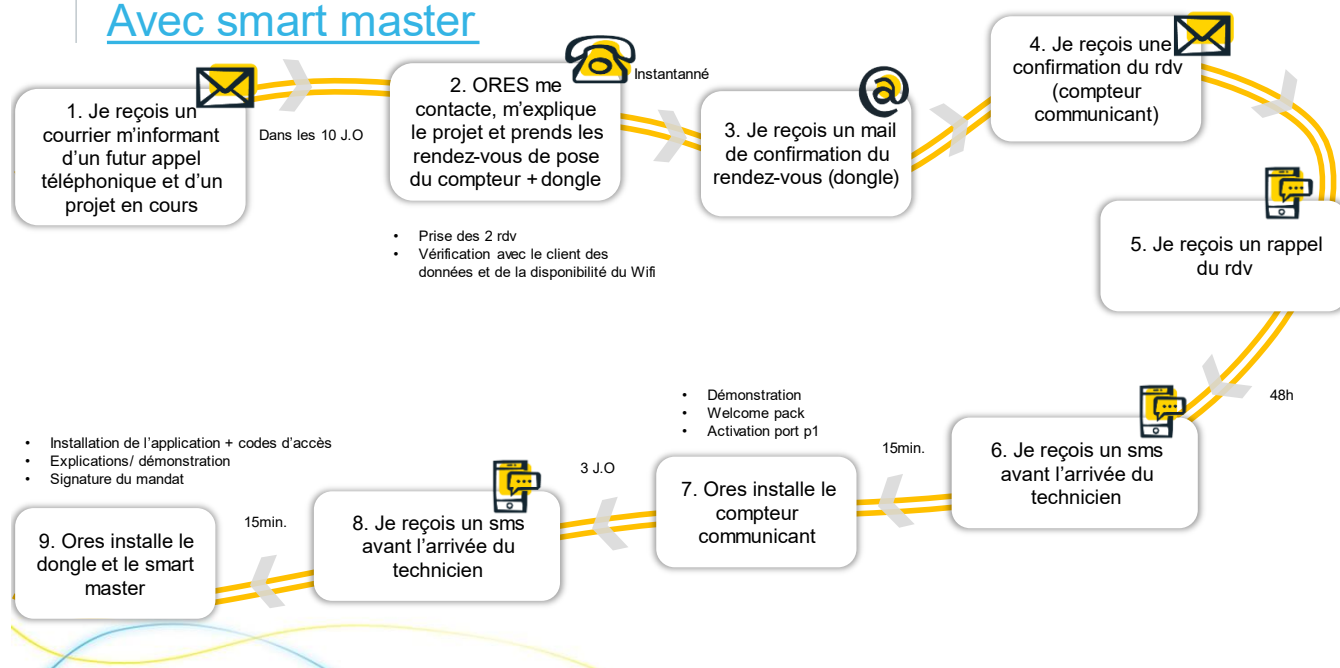 Avec smart master
1. Je reçois un
courrier m'informant
d'un futur appel
téléphonique et d'un
projet en cours
Dans les 10 J.O
2. ORES me
contacte, m'explique
le projet et prends les
rendez-vous de pose
du compteur + dongle
Instantanné
• Prise des 2 rdv
• Vérification avec le client des
données et de la disponibilité du Wifi
3. Je reçois un mail
de confirmation du
rendez-vous (dongle)
4. Je reçois une
confirmation du rdv
(compteur
communicant)
5. Je reçois un rappel
du rdv
48h
6. Je reçois un sms
avant l'arrivée du
technicien
15min.
• Démonstration
• Welcome pack
• Activation port p1
7. Ores installe le
compteur
communicant
3 J.O
8. Je reçois un sms
avant l'arrivée du
technicien
15min.
• Installation de l'application + codes d'accès
• Explications/ démonstration
• Signature du mandat
9. Ores installe le
dongle et le smart
master